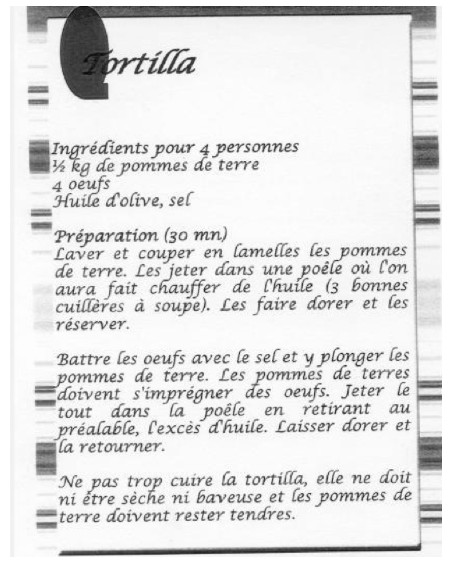 Tortilla
Ingrédients pour 4 personnes
½ kg de pommes de terre
4 oeufs
Huile d'olive, sel
Préparation (30 mn)
Laver et couper en lamelles les pommes
de terre. Les jeter dans une poêle où l'on
aura fait chauffer de l'huile (3 bonnes
cuillères à soupe). Les faire dorer et les
réserver.
Battre les oeufs avec le sel et y plonger les
pommes de terre. Les pommes de terres
doivent s'imprégner des oeufs. Jeter le
tout dans la poêle en retirant au
préalable, l'excès d'huile. Laisser dorer et
la retourner.
Ne pas trop cuire la tortilla, elle ne doit
ni être sèche ni baveuse et les pommes de
terre doivent rester tendres.